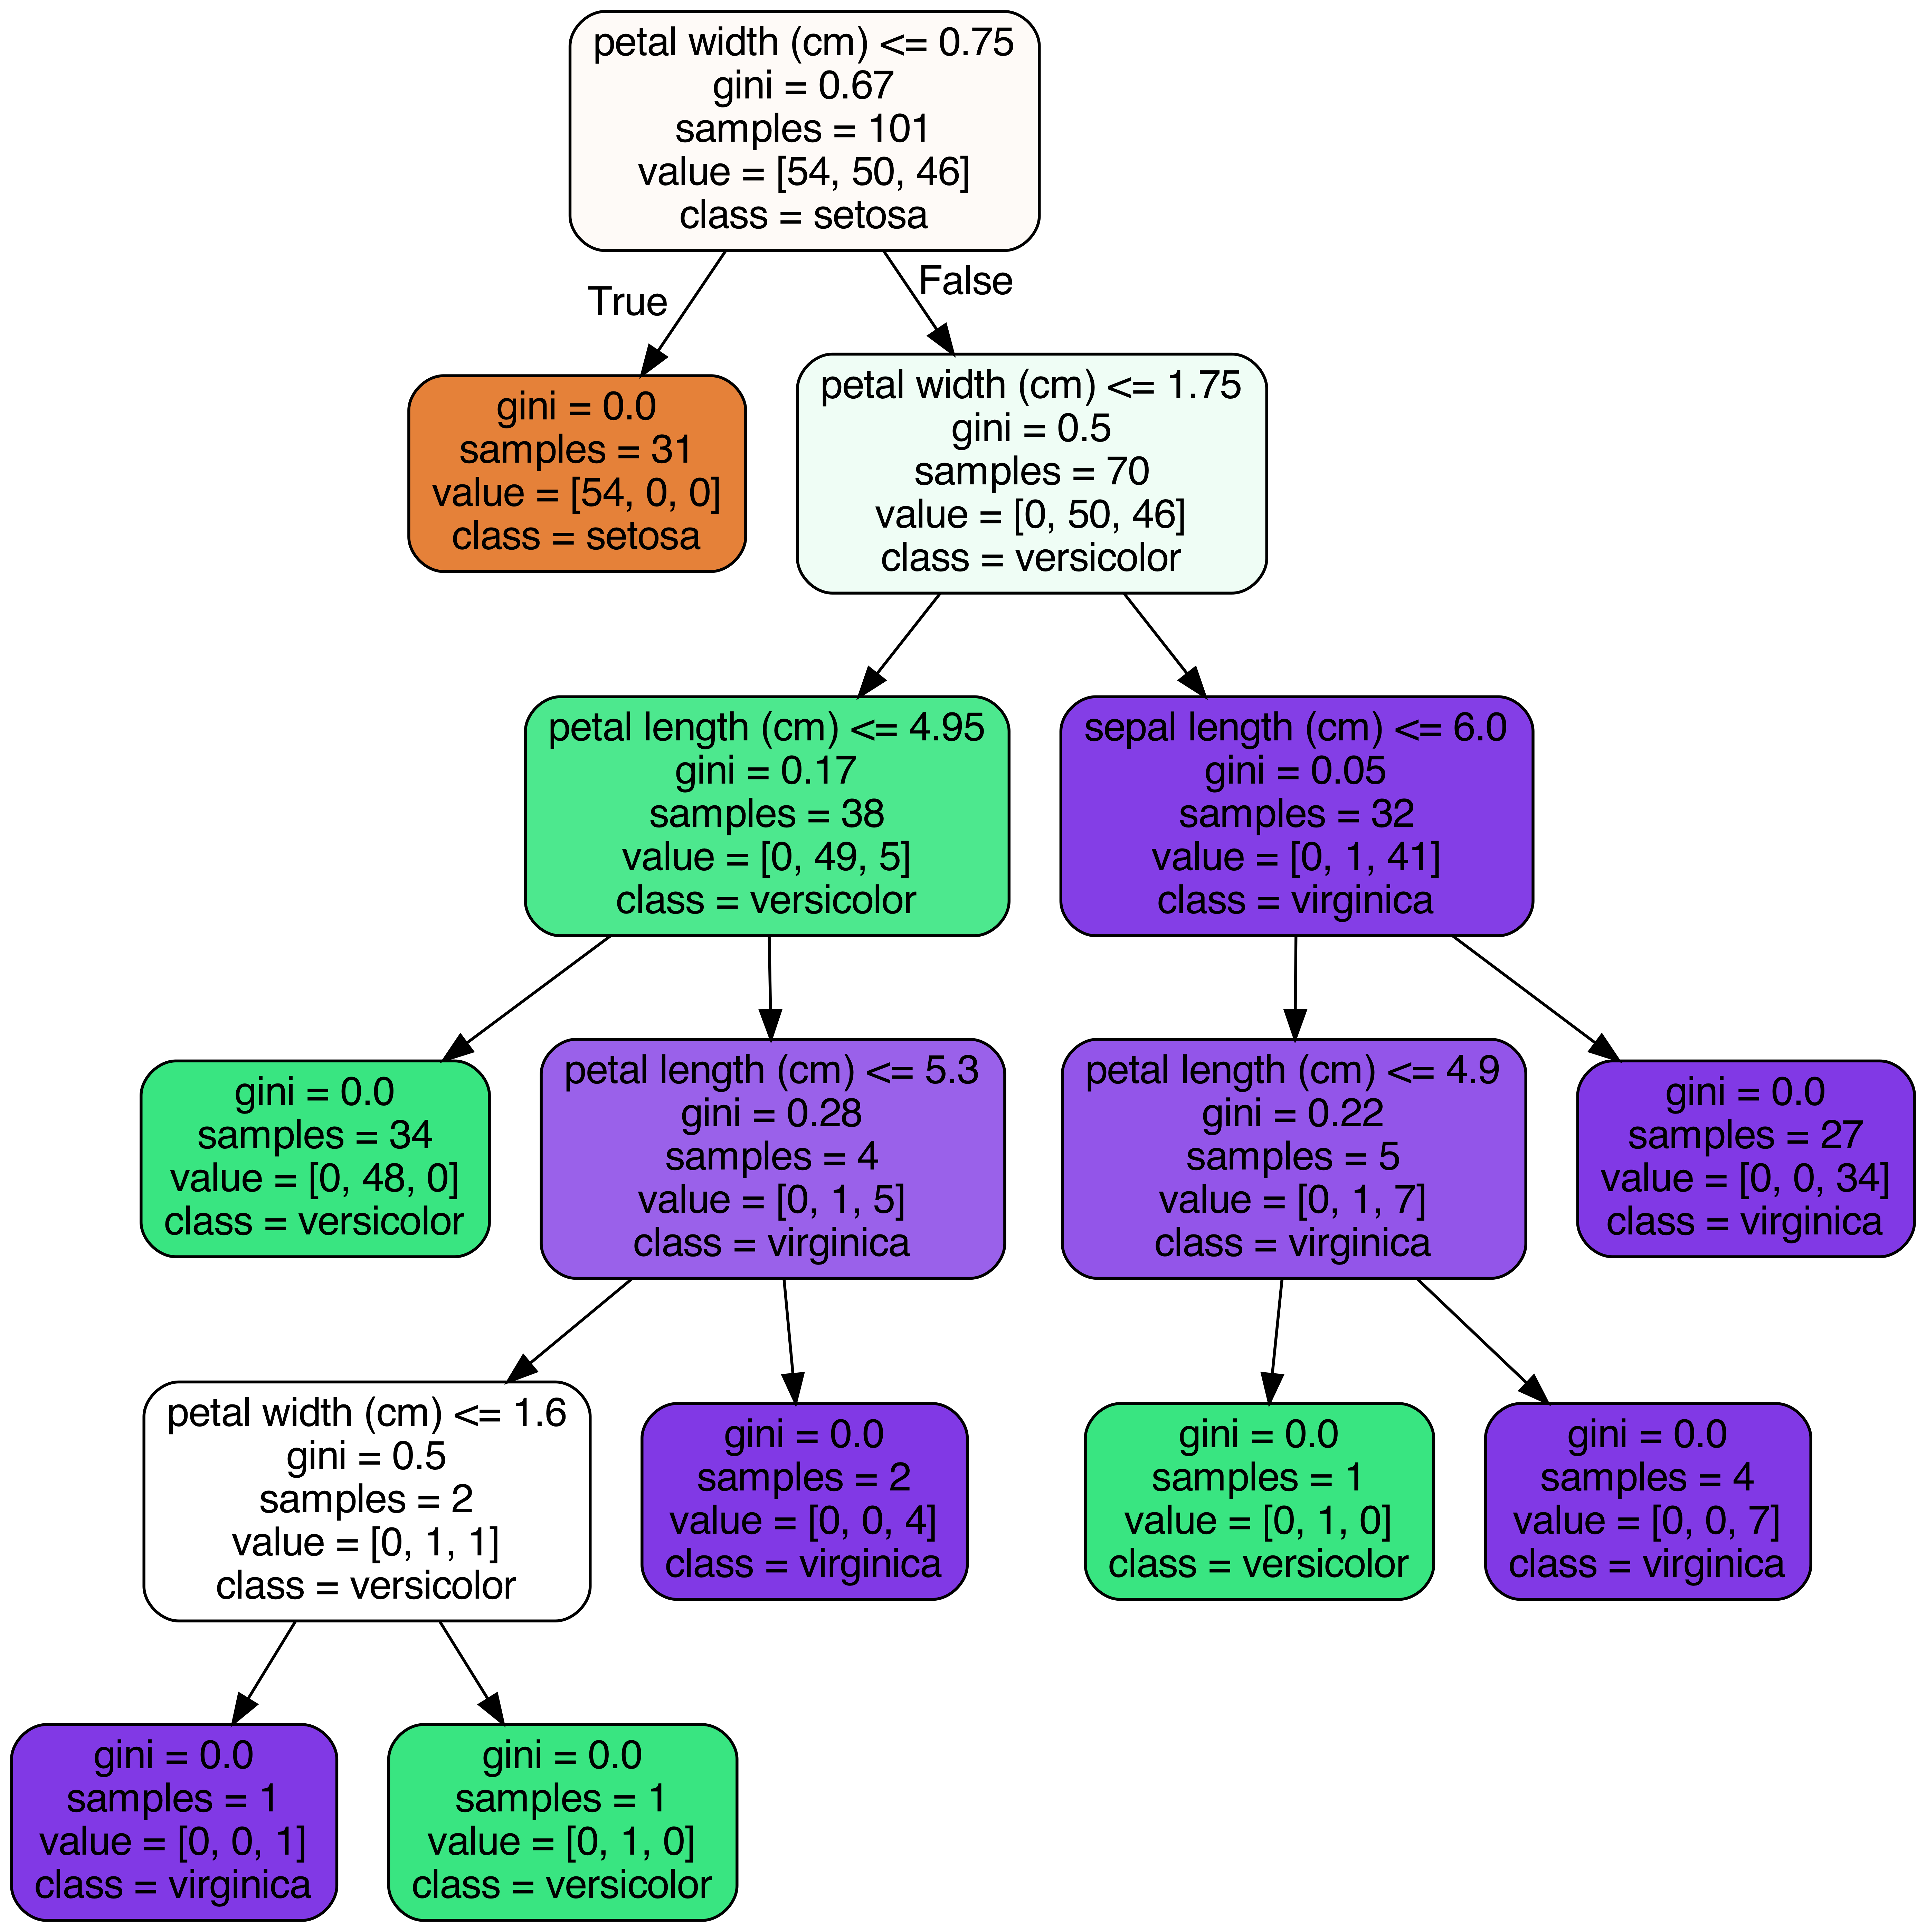 petal width (cm) <= 0.75
gini = 0.67
samples = 101
value = [54, 50, 46]
class = setosa
True
False
gini = 0.0
samples = 31
value = [54, 0, 0]
class = setosa
petal width (cm) <= 1.75
gini = 0.5
samples = 70
value = [0, 50, 46]
class = versicolor
petal length (cm) <= 4.95
gini = 0.17
samples = 38
value = [0, 49, 5]
class = versicolor
sepal length (cm) <= 6.0
gini = 0.05
samples = 32
value = [0, 1, 41]
class = virginica
gini = 0.0
samples = 34
value = [0, 48, 0]
class = versicolor
petal length (cm) <= 5.3
gini = 0.28
samples = 4
value = [0, 1, 5]
class = virginica
petal length (cm) <= 4.9
gini = 0.22
samples = 5
value = [0, 1, 7]
class = virginica
gini = 0.0
samples = 27
value = [0, 0, 34]
class = virginica
petal width (cm) <= 1.6
gini = 0.5
samples = 2
value = [0, 1, 1]
class = versicolor
gini = 0.0
samples = 2
value = [0, 0, 4]
class = virginica
gini = 0.0
samples = 1
value = [0, 1, 0]
class = versicolor
gini = 0.0
samples = 4
value = [0, 0, 7]
class = virginica
gini = 0.0
samples = 1
value = [0, 0, 1]
class = virginica
gini = 0.0
samples = 1
value = [0, 1, 0]
class = versicolor